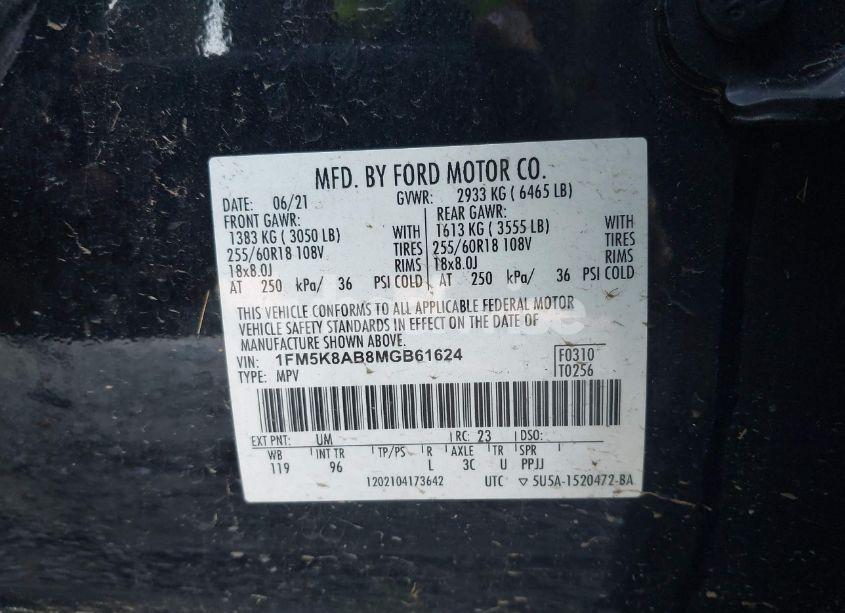 MFD. BY FORD MOTOR CO.
DATE: 06/21 GVWR: 2933 KG ( 6465 LB)
FRONT GAWR: REAR GAWR:
1383 KG ( 3050 LB) WITH 1613 KG ( 3555 LB) WITH
255/60R18 108V TIRES 255/60R18 108V TIRES
18x8.0J RIMS 18x8.0J RIMS
AT 250 kPa/ 36 PSI COLD AT 250 kPa/ 36 PSI COLD
THIS VEHICLE CONFORMS TO ALL APPLICABLE FEDERAL MOTOR
VEHICLE SAFETY STANDARDS IN EFFECT ON THE DATE OF
MANUFACTURE SHOWN ABOVE.
VIN: 1FM5K8AB8MGB61624 F0310
TYPE: MPV T0256
EXT PNT: UM RC: 23 DSO:
WB INT TR TP/PS R AXLE TR SPR
119 96 L 3C U PPJJ
1202104173642 UTC ▽ 5U5A-1520472-BA